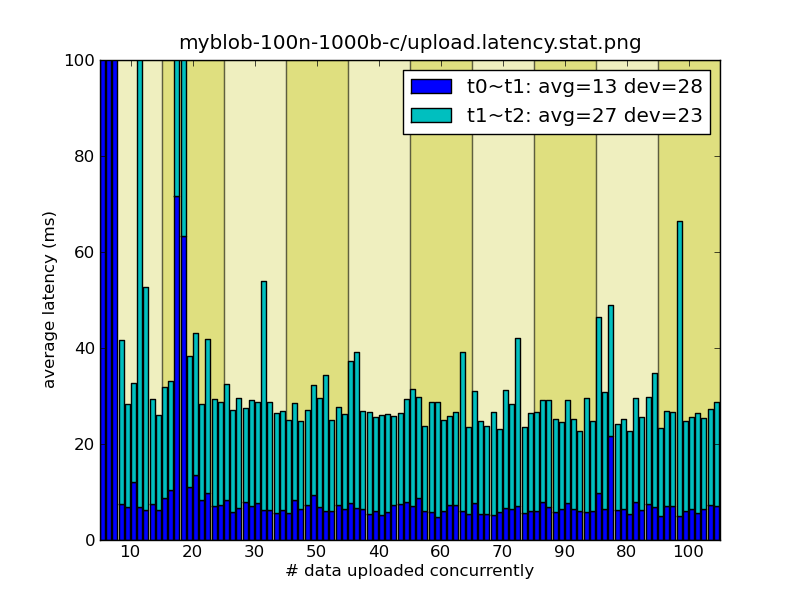 myblob-100n-1000b-c/upload.latency.stat.png
t0~t1: avg=13 dev=28
t1~t2: avg=27 dev=23
average latency (ms)
100
80
60
40
20
0
10 20 30 50 40 60 70 90 80 100
# data uploaded concurrently